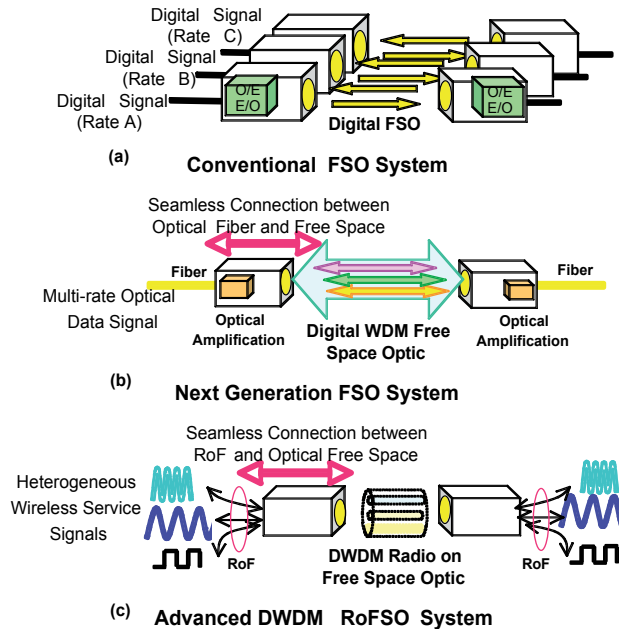 Digital Signal
(Rate C)
Digital Signal
(Rate B)
Digital Signal
(Rate A)
O/E
E/O
O/E
E/O
Digital FSO
(a)
Conventional FSO System
Seamless Connection between
Optical Fiber and Free Space
Fiber
Fiber
Multi-rate Optical
Data Signal
Optical
Amplification
Digital WDM Free
Space Optic
Optical
Amplification
(b)
Next Generation FSO System
Seamless Connection between
RoF and Optical Free Space
Heterogeneous
Wireless Service
Signals
RoF
DWDM Radio on
Free Space Optic
RoF
(c)
Advanced DWDM RoFSO System